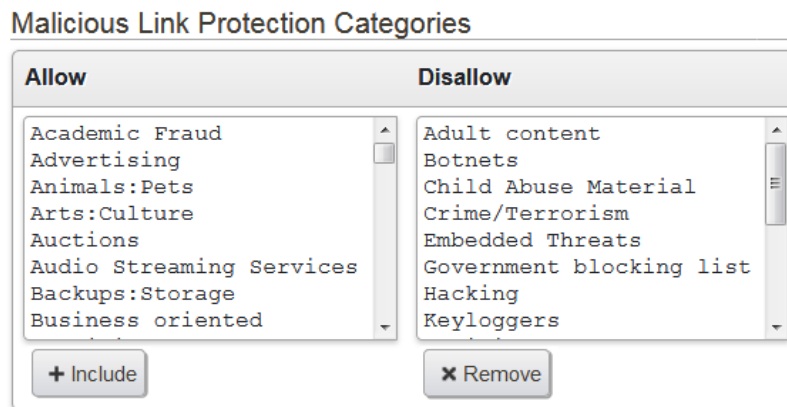 Malicious Link Protection Categories
Allow
Disallow
Academic Fraud
Advertising
Animals:Pets
Arts:Culture
Auctions
Audio Streaming Services
Backups:Storage
Business oriented
Adult content
Botnets
Child Abuse Material
Crime/Terrorism
Embedded Threats
Government blocking list
Hacking
Keyloggers
+ Include
× Remove